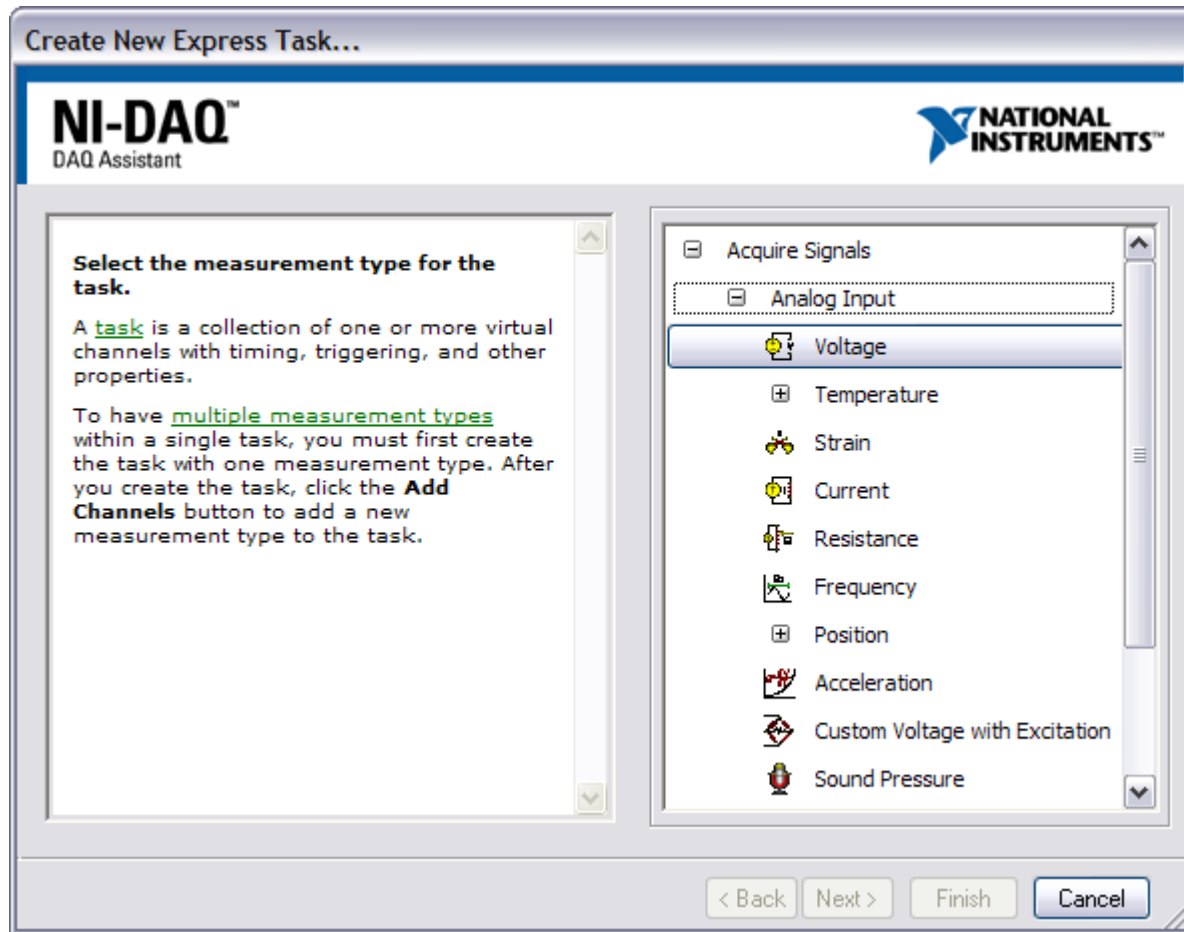 Create New Express Task...
NI-DAQ™
DAQ Assistant
NATIONAL
INSTRUMENTS™
Select the measurement type for the
task.
A task is a collection of one or more virtual
channels with timing, triggering, and other
properties.
To have multiple measurement types
within a single task, you must first create
the task with one measurement type. After
you create the task, click the Add
Channels button to add a new
measurement type to the task.
Acquire Signals
Analog Input
Voltage
Temperature
Strain
Current
Resistance
Frequency
Position
Acceleration
Custom Voltage with Excitation
Sound Pressure
< Back
Next >
Finish
Cancel